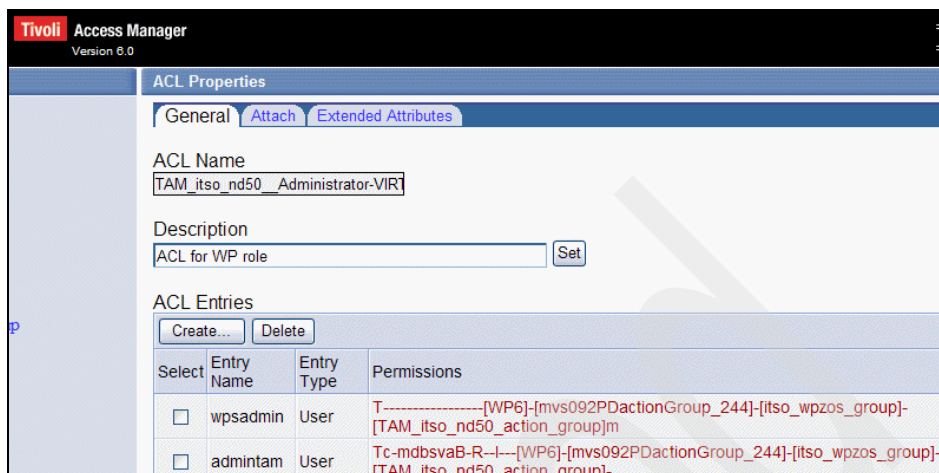 Tivoli Access Manager
Version 6.0
ACL Properties
General Attach Extended Attributes
ACL Name
TAM_itso_nd50__Administrator-VIRT
Description
ACL for WP role Set
ACL Entries
Create... Delete
Select Entry Name Entry Type Permissions
wpsadmin User T-----------------[WP6]-[mvs092PDactionGroup_244]-[itso_wpzos_group]-
[TAM_itso_nd50_action_group]m
admintam User Tc-mdbsvaB-R--l---[WP6]-[mvs092PDactionGroup_244]-[itso_wpzos_group]-
[TAM_itso_nd50_action_group]-